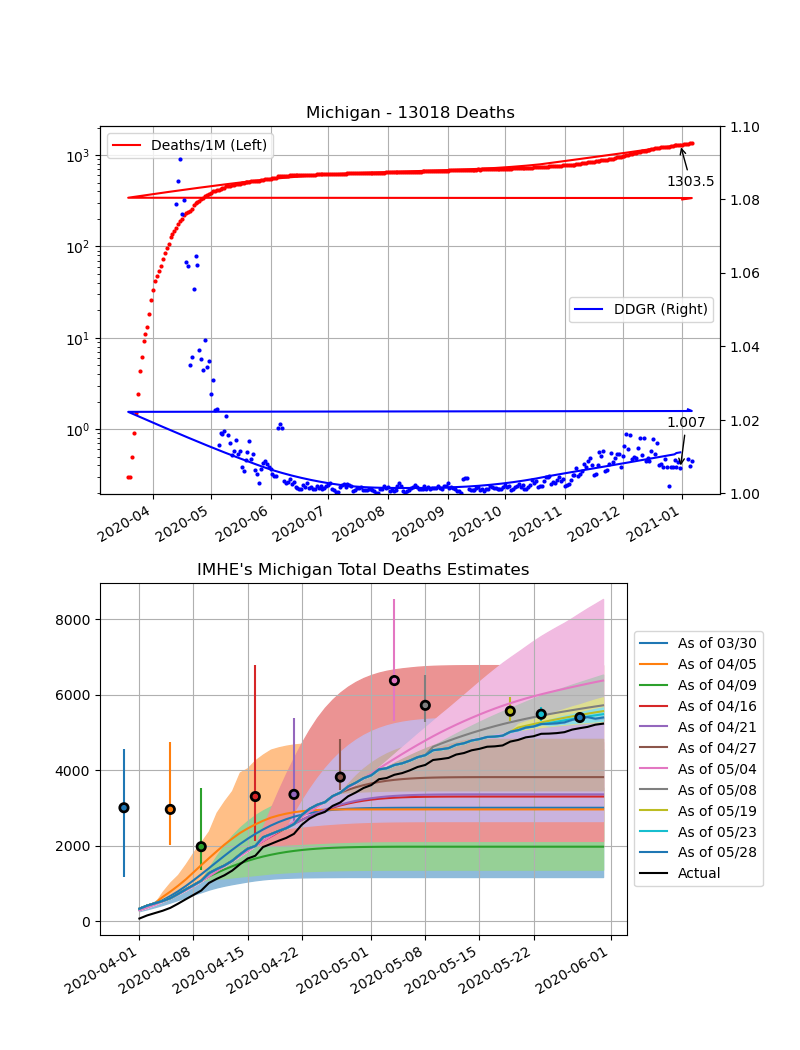 Michigan - 13018 Deaths
Deaths/1M (Left)
DDGR (Right)
1303.5
1.007
10³
10²
10¹
10⁰
1.10
1.08
1.06
1.04
1.02
1.00
2020-04
2020-05
2020-06
2020-07
2020-08
2020-09
2020-10
2020-11
2020-12
2021-01
IMHE's Michigan Total Deaths Estimates
8000
6000
4000
2000
0
2020-04-01
2020-04-08
2020-04-15
2020-04-22
2020-05-01
2020-05-08
2020-05-15
2020-05-22
2020-06-01
As of 03/30
As of 04/05
As of 04/09
As of 04/16
As of 04/21
As of 04/27
As of 05/04
As of 05/08
As of 05/19
As of 05/23
As of 05/28
Actual